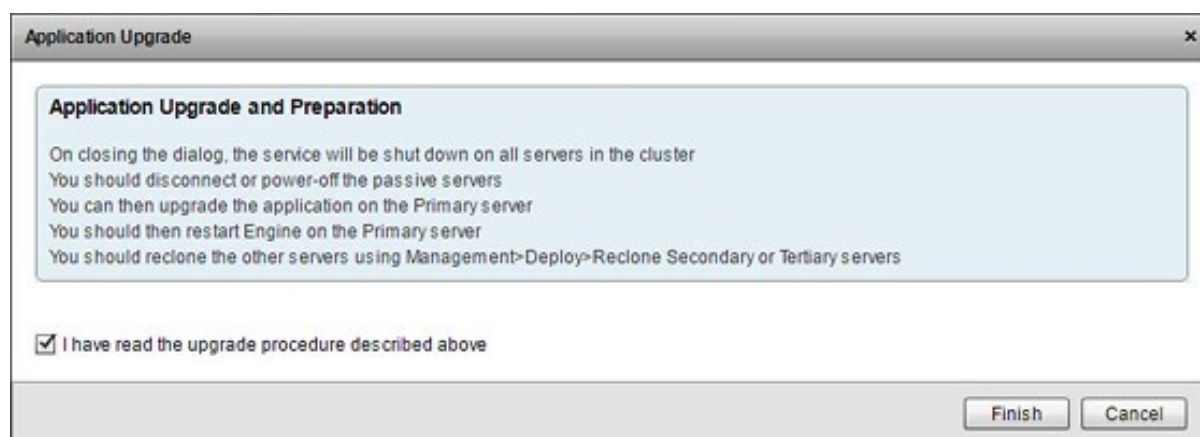 Application Upgrade
×
Application Upgrade and Preparation
On closing the dialog, the service will be shut down on all servers in the cluster
You should disconnect or power-off the passive servers
You can then upgrade the application on the Primary server
You should then restart Engine on the Primary server
You should reclone the other servers using Management>Deploy>Reclone Secondary or Tertiary servers
I have read the upgrade procedure described above
Finish Cancel